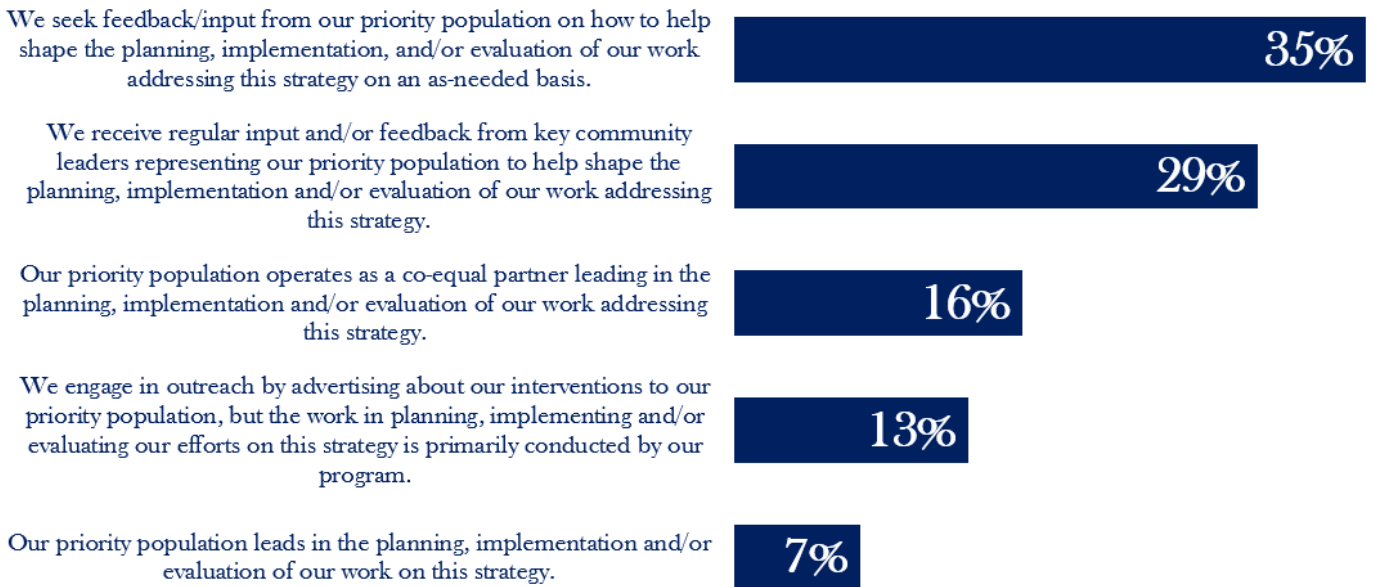 We seek feedback/input from our priority population on how to help
shape the planning, implementation, and/or evaluation of our work
addressing this strategy on an as-needed basis.
35%
We receive regular input and/or feedback from key community
leaders representing our priority population to help shape the
planning, implementation and/or evaluation of our work addressing
this strategy.
29%
Our priority population operates as a co-equal partner leading in the
planning, implementation and/or evaluation of our work addressing
this strategy.
16%
We engage in outreach by advertising about our interventions to our
priority population, but the work in planning, implementing and/or
evaluating our efforts on this strategy is primarily conducted by our
program.
13%
Our priority population leads in the planning, implementation and/or
evaluation of our work on this strategy.
7%